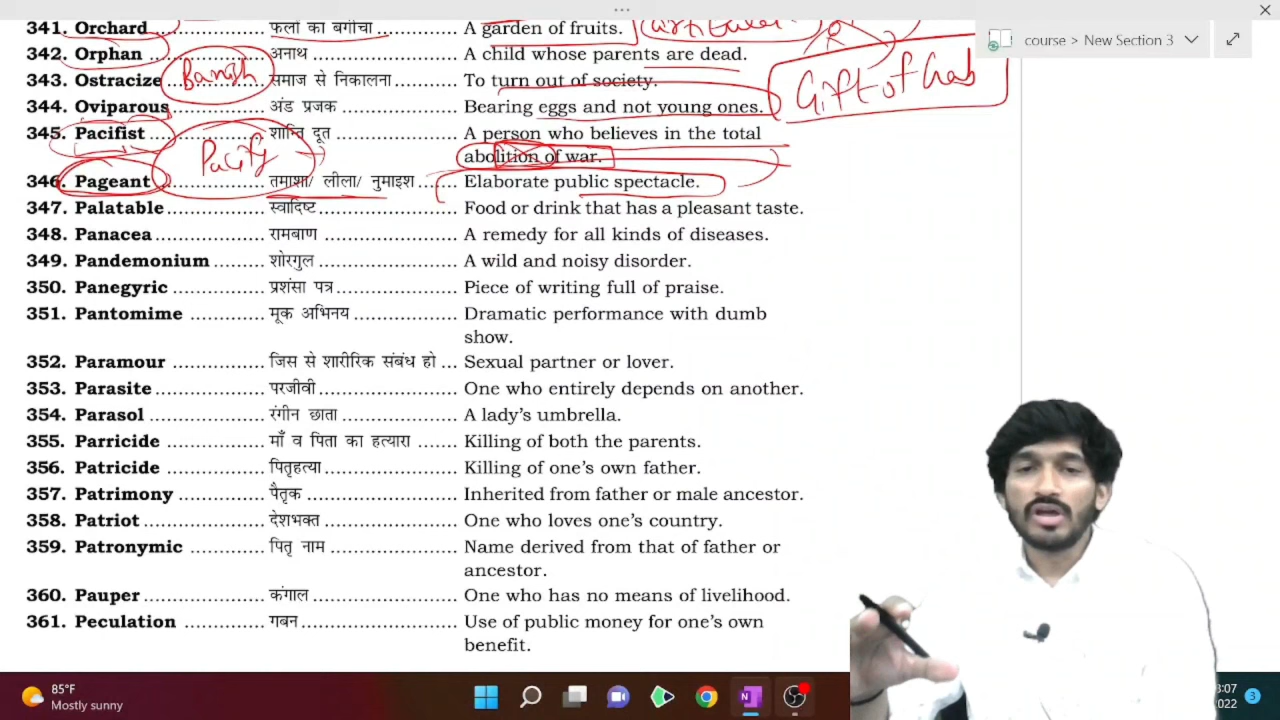 course > New Section 3
341. Orchard फलों का बगीचा A garden of fruits.
342. Orphan .................. अनाथ .......................... A child whose parents are dead.
343. Ostracize Banish समाज से निकालना ........... To turn out of society.
Gift of Gab
344. Oviparous .............. अंड प्रजक ..................... Bearing eggs and not young ones.
345. Pacifist .................. शान्ति दूत ..................... A person who believes in the total
Pacify abolition of war.
346. Pageant ................. तमाशा/ लीला/ नुमाइश ....... Elaborate public spectacle.
347. Palatable ................ स्वादिष्ट ........................ Food or drink that has a pleasant taste.
348. Panacea .................. रामबाण ...................... A remedy for all kinds of diseases.
349. Pandemonium ......... शोरगुल ........................ A wild and noisy disorder.
350. Panegyric ............... प्रशंसा पत्र .................... Piece of writing full of praise.
351. Pantomime ............. मूक अभिनय .................. Dramatic performance with dumb
show.
352. Paramour ............... जिस से शारीरिक संबंध हो ... Sexual partner or lover.
353. Parasite .................. परजीवी ........................ One who entirely depends on another.
354. Parasol ................... रंगीन छाता .................... A lady's umbrella.
355. Parricide ................ माँ व पिता का हत्यारा ....... Killing of both the parents.
356. Patricide ................ पितृहत्या ....................... Killing of one's own father.
357. Patrimony .............. पैतृक .......................... Inherited from father or male ancestor.
358. Patriot .................... देशभक्त ....................... One who loves one's country.
359. Patronymic ............. पितृ नाम ...................... Name derived from that of father or
ancestor.
360. Pauper .................... कंगाल .......................... One who has no means of livelihood.
361. Peculation .............. गबन............................ Use of public money for one's own
benefit.
85°F
Mostly sunny
3:07
022
3